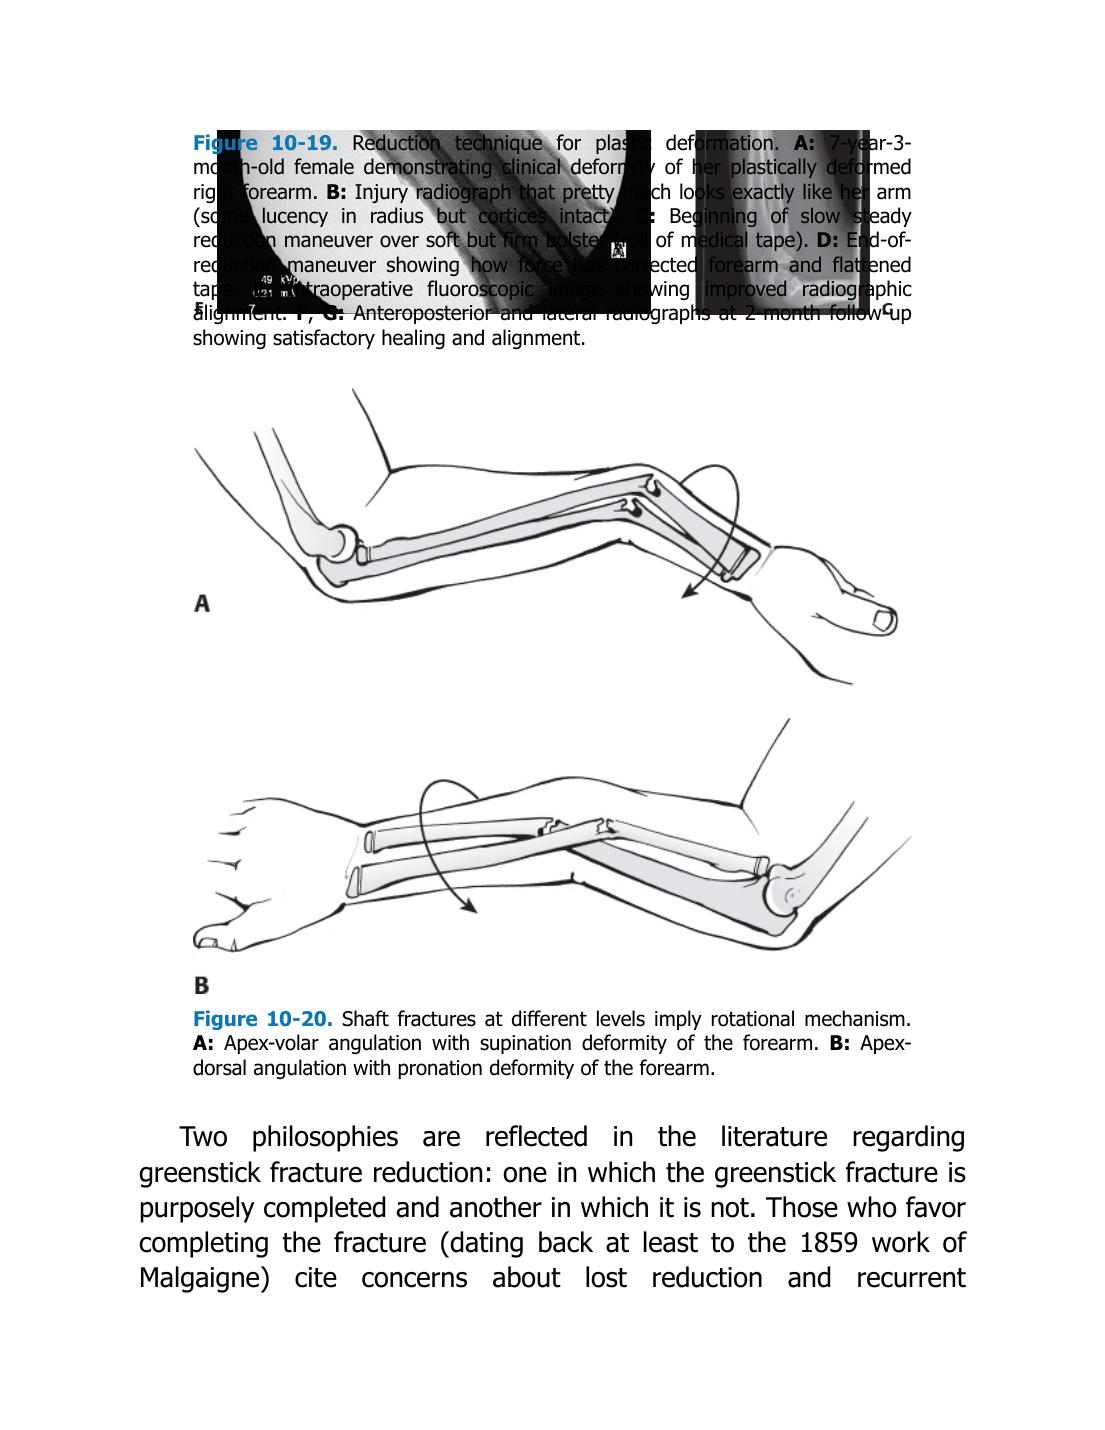 Figure 10-19. Reduction technique for plastic deformation. A: 7-year-3-
month-old female demonstrating clinical deformity of her plastically deformed
right forearm. B: Injury radiograph that pretty much looks exactly like her arm
(some lucency in radius but cortices intact). C: Beginning of slow steady
reduction maneuver over soft but firm bolster (roll of medical tape). D: End-of-
reduction maneuver showing how force has corrected forearm and flattened
tape. Intraoperative fluoroscopic image showing improved radiographic
alignment. F, G: Anteroposterior and lateral radiographs at 2-month follow-up
showing satisfactory healing and alignment.
A
B
Figure 10-20. Shaft fractures at different levels imply rotational mechanism.
A: Apex-volar angulation with supination deformity of the forearm. B: Apex-
dorsal angulation with pronation deformity of the forearm.
Two philosophies are reflected in the literature regarding
greenstick fracture reduction: one in which the greenstick fracture is
purposely completed and another in which it is not. Those who favor
completing the fracture (dating back at least to the 1859 work of
Malgaigne) cite concerns about lost reduction and recurrent